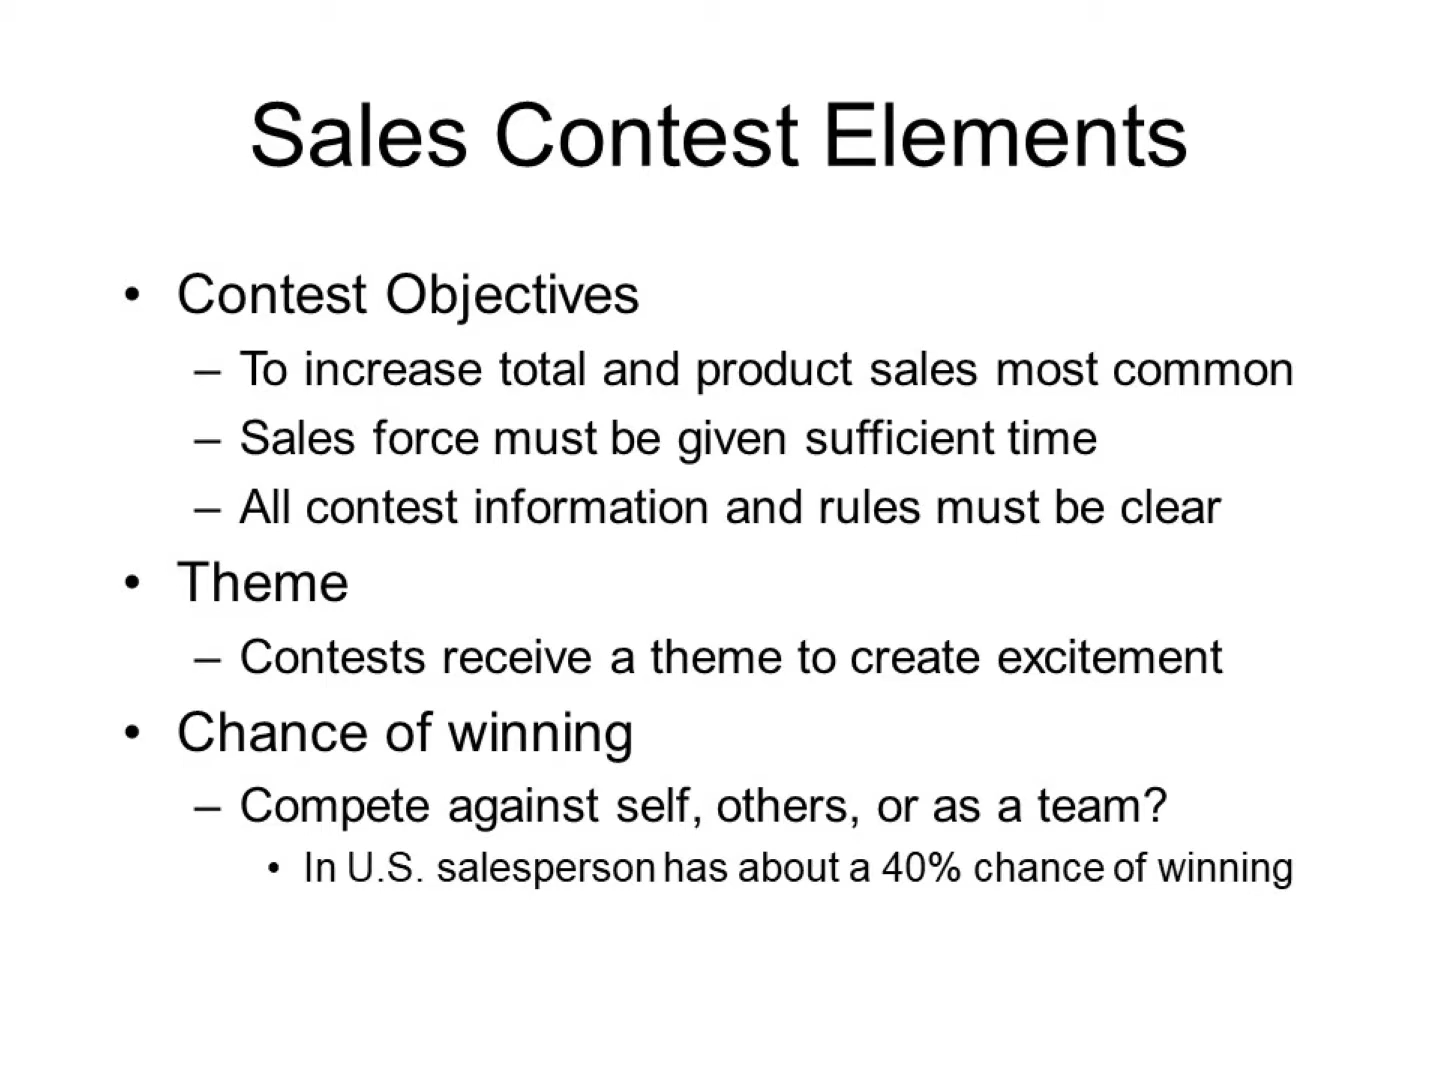 Sales Contest Elements
• Contest Objectives
– To increase total and product sales most common
– Sales force must be given sufficient time
– All contest information and rules must be clear
• Theme
– Contests receive a theme to create excitement
• Chance of winning
– Compete against self, others, or as a team?
• In U.S. salesperson has about a 40% chance of winning